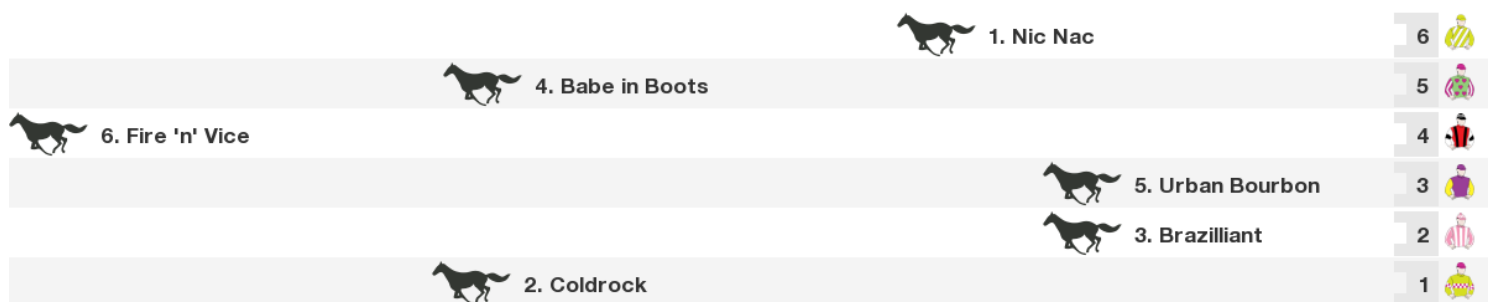 1. Nic Nac 6
4. Babe in Boots 5
6. Fire 'n' Vice 4
5. Urban Bourbon 3
3. Brazilliant 2
2. Coldrock 1